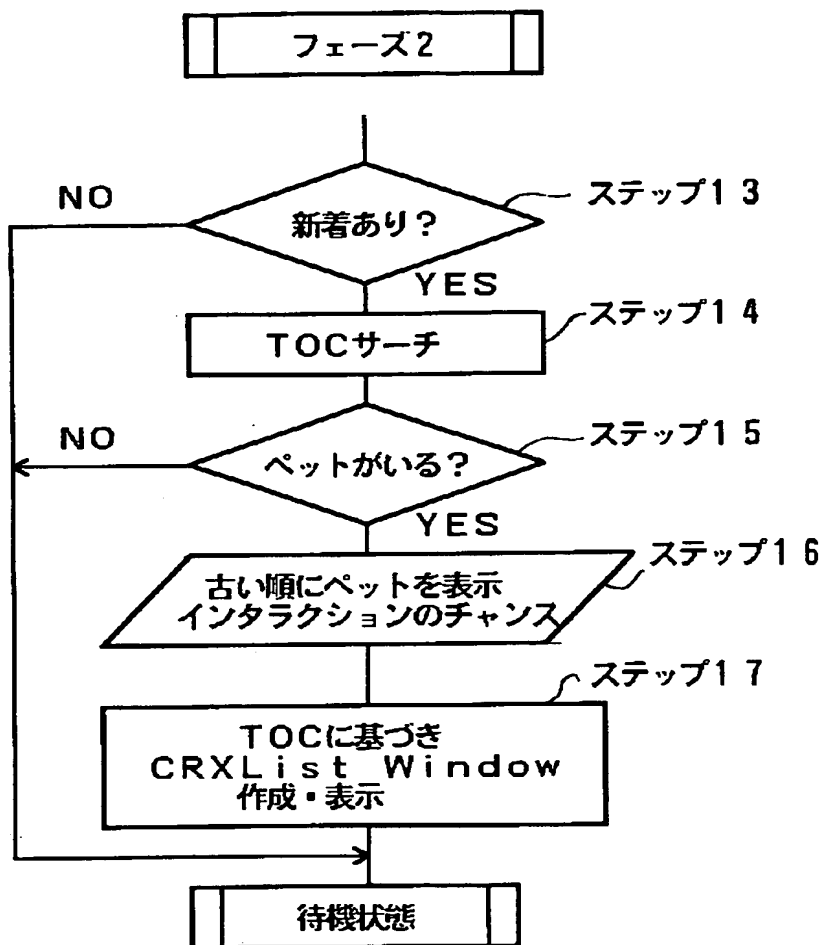 フェーズ2
NO
ステップ13
新着あり?
YES
ステップ14
TOCサーチ
NO
ステップ15
ペットがいる?
YES
ステップ16
古い順にペットを表示
インタラクションのチャンス
ステップ17
TOCに基づき
CRXList Window
作成・表示
待機状態